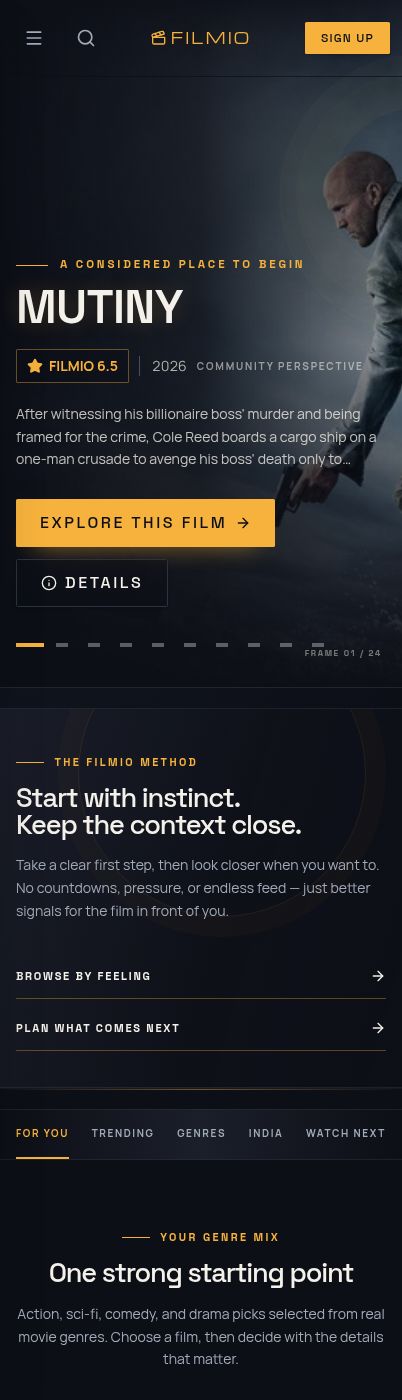 FILMIO
SIGN UP
A CONSIDERED PLACE TO BEGIN
MUTINY
FILMIO 6.5
2026
COMMUNITY PERSPECTIVE
After witnessing his billionaire boss' murder and being
framed for the crime, Cole Reed boards a cargo ship on a
one-man crusade to avenge his boss' death only to…
EXPLORE THIS FILM →
DETAILS
FRAME 01 / 24
THE FILMIO METHOD
Start with instinct.
Keep the context close.
Take a clear first step, then look closer when you want to.
No countdowns, pressure, or endless feed — just better
signals for the film in front of you.
BROWSE BY FEELING →
PLAN WHAT COMES NEXT →
FOR YOU TRENDING GENRES INDIA WATCH NEXT
YOUR GENRE MIX
One strong starting point
Action, sci-fi, comedy, and drama picks selected from real
movie genres. Choose a film, then decide with the details
that matter.